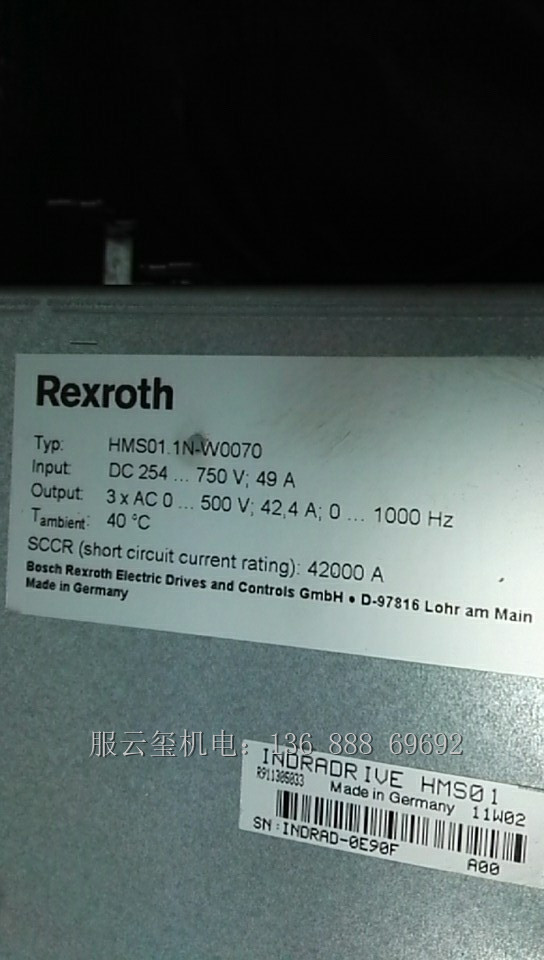 Rexroth
Typ: HMS01.1N-W0070
Input: DC 254 ... 750 V; 49 A
Output: 3 x AC 0 ... 500 V; 42,4 A; 0 ... 1000 Hz
Tambient: 40 °C
SCCR (short circuit current rating): 42000 A
Bosch Rexroth Electric Drives and Controls GmbH • D-97816 Lohr am Main
Made in Germany
服云玺机电：136 888 69692
INDRADRIVE HMS01
R911305033
Made in Germany 11W02
SN:INDRAD-0E90F A00